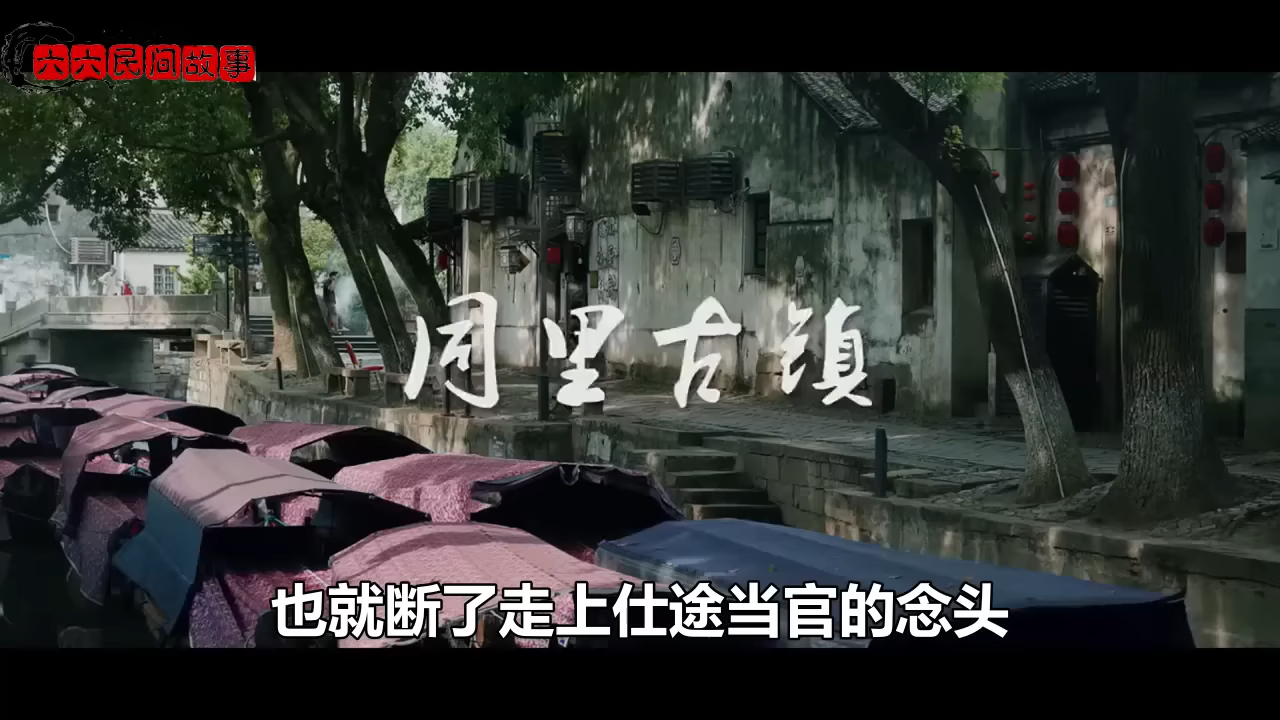 六六民间故事
同里古镇
也就断了走上仕途当官的念头